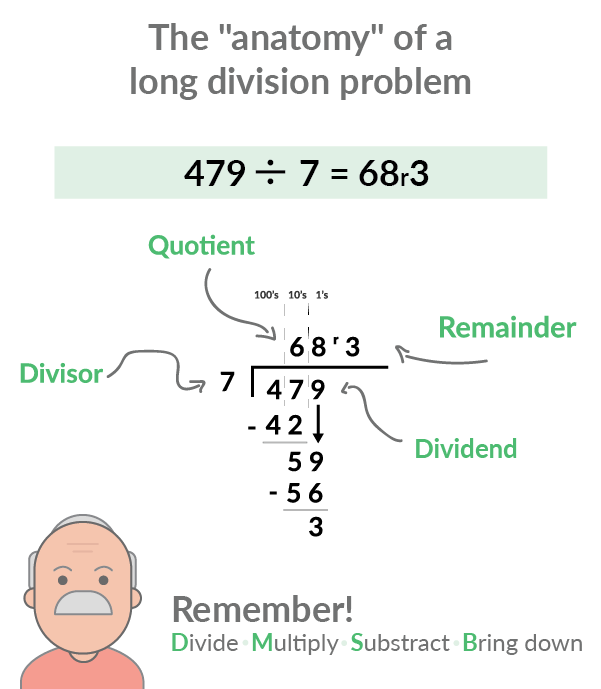 The "anatomy" of a
long division problem
479 ÷ 7 = 68r3
Quotient
100's 10's 1's
Remainder
68 r 3
Divisor
7 479
Dividend
- 42
59
- 56
3
Remember!
Divide · Multiply · Substract · Bring down